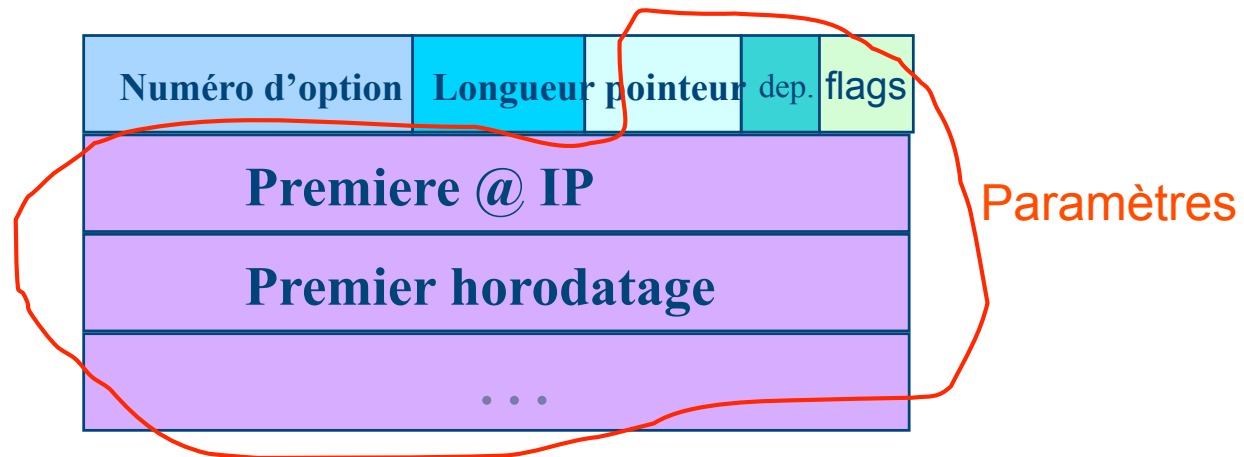 Numéro d’option Longueur pointeur dep. flags
Premiere @ IP
Paramètres
Premier horodatage
. . .